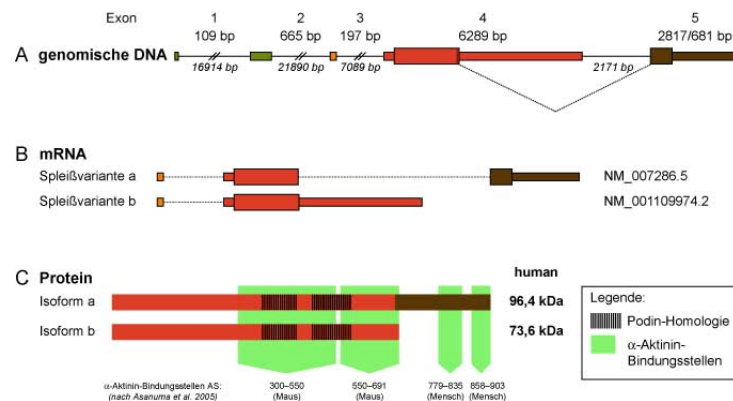 Exon 1 2 3 4 5
109 bp 665 bp 197 bp 6289 bp 2817/681 bp
A genomische DNA
16914 bp 21890 bp 7089 bp 2171 bp
B mRNA
Spleißvariante a NM_007286.5
Spleißvariante b NM_001109974.2
C Protein human
Isoform a 96,4 kDa
Isoform b 73,6 kDa
Legende:
Podin-Homologie
α-Aktinin-
Bindungsstellen
α-Aktinin-Bindungsstellen AS: 300–550 550–691 779–835 858–903
(nach Asanuma et al. 2005) (Maus) (Maus) (Mensch) (Mensch)